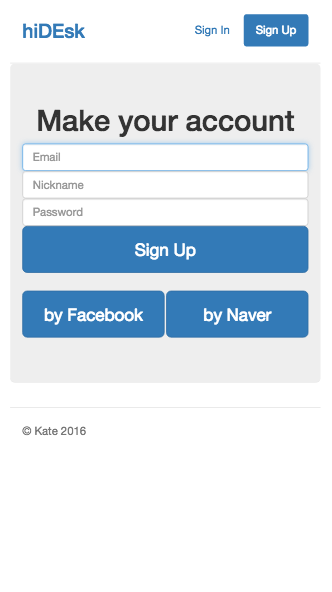 hiDEsk Sign In Sign Up
Make your account
Email
Nickname
Password
Sign Up
by Facebook by Naver
© Kate 2016